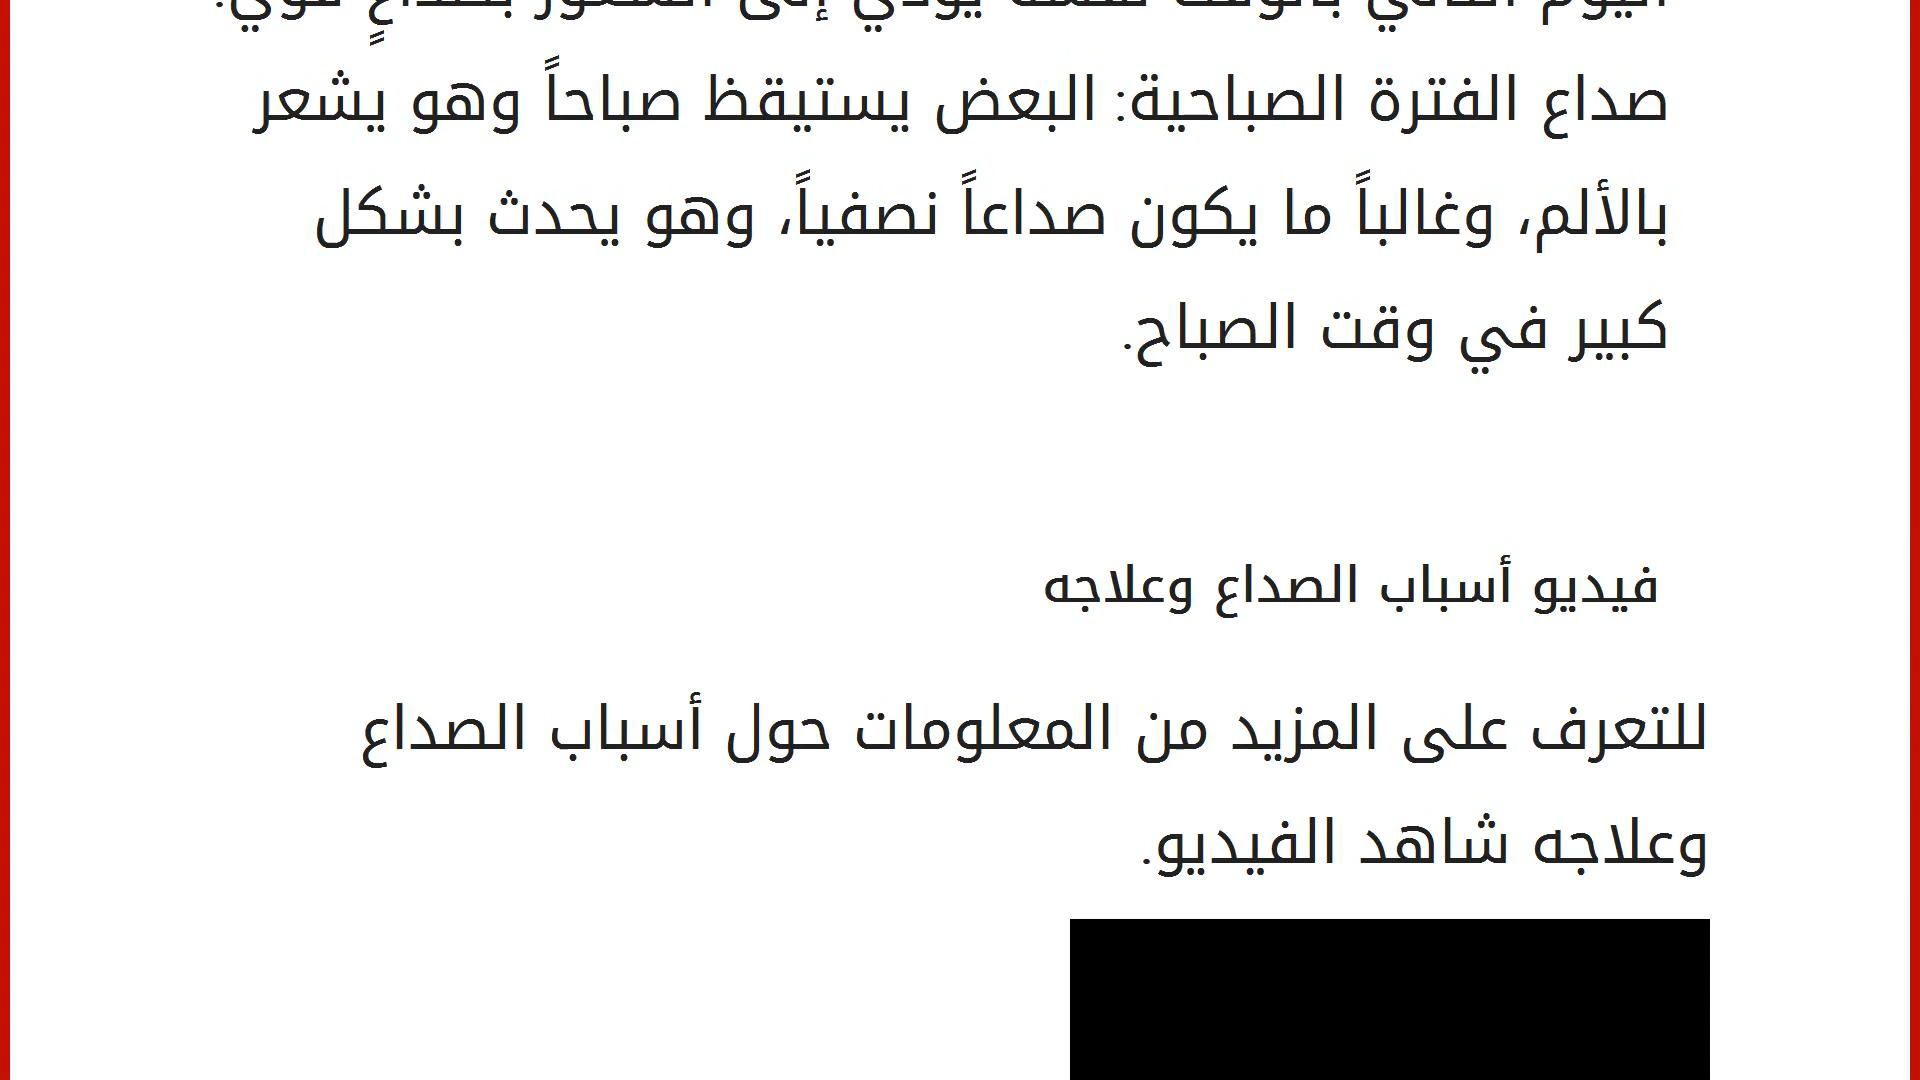 صداع الفترة الصباحية: البعض يستيقظ صباحاً وهو يشعر
بالألم، وغالباً ما يكون صداعاً نصفياً، وهو يحدث بشكل
كبير في وقت الصباح.
فيديو أسباب الصداع وعلاجه
للتعرف على المزيد من المعلومات حول أسباب الصداع
وعلاجه شاهد الفيديو.